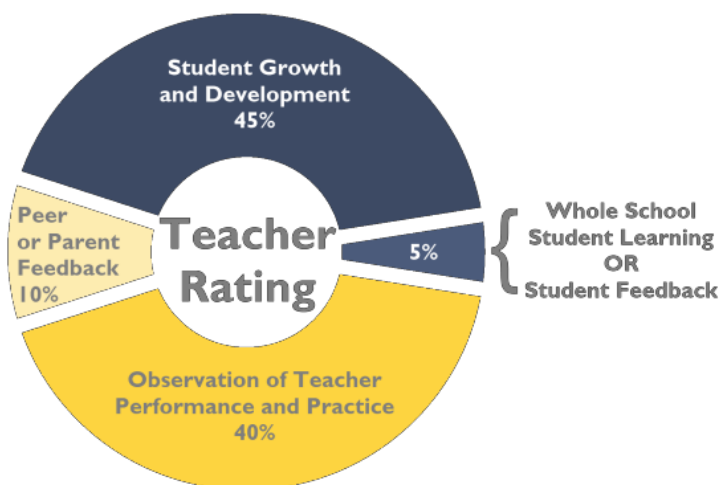 Student Growth
and Development
45%
Peer
or Parent
Feedback
10%
Teacher
Rating
5%
Whole School
Student Learning
OR
Student Feedback
Observation of Teacher
Performance and Practice
40%